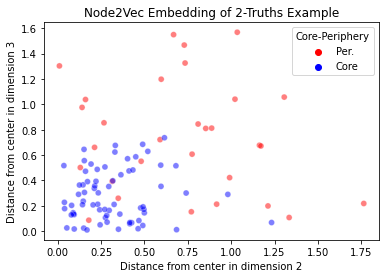 Node2Vec Embedding of 2-Truths Example
Core-Periphery
Per.
Core
Distance from center in dimension 3
1.6
1.4
1.2
1.0
0.8
0.6
0.4
0.2
0.0
0.00 0.25 0.50 0.75 1.00 1.25 1.50 1.75
Distance from center in dimension 2